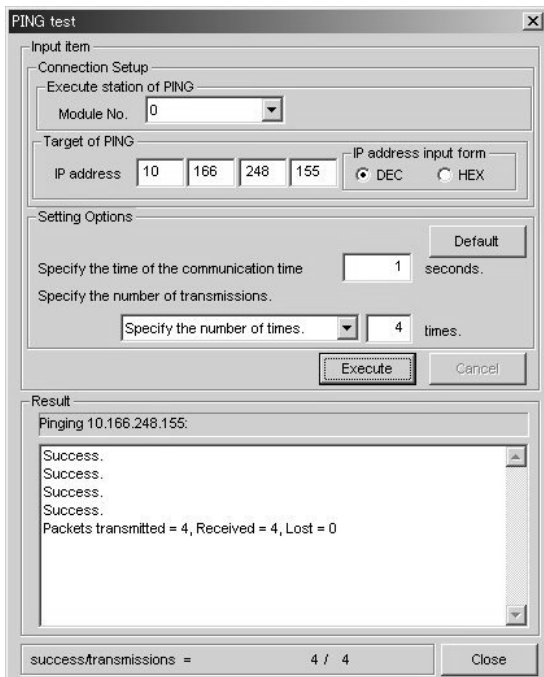 PING test
Input item
Connection Setup
Execute station of PING
Module No. 0
Target of PING
IP address 10 166 248 155
IP address input form
DEC HEX
Setting Options
Default
Specify the time of the communication time 1 seconds.
Specify the number of transmissions.
Specify the number of times. 4 times.
Execute Cancel
Result
Pinging 10.166.248.155:
Success.
Success.
Success.
Success.
Packets transmitted = 4, Received = 4, Lost = 0
success/transmissions = 4 / 4
Close